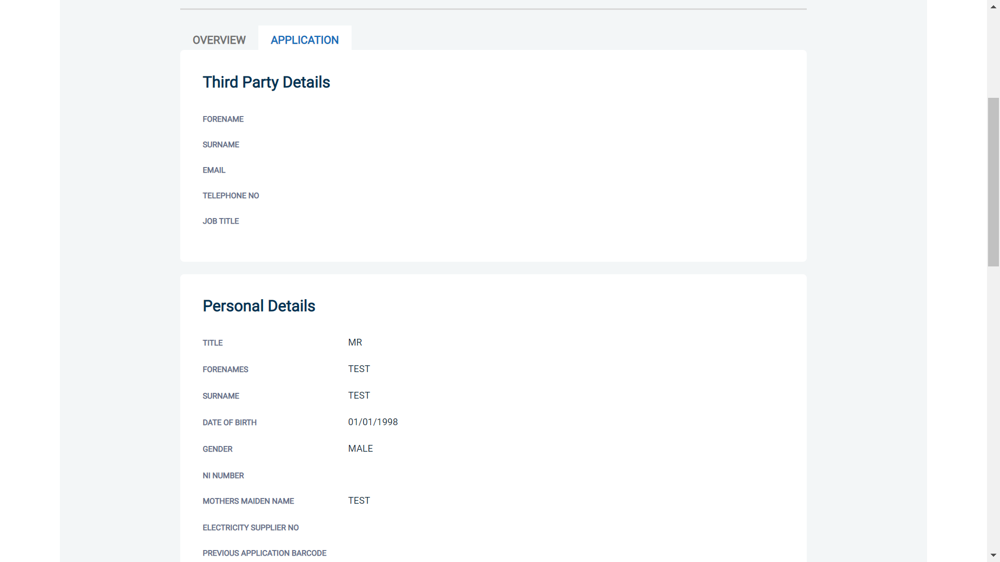 OVERVIEW APPLICATION
Third Party Details
FORENAME
SURNAME
EMAIL
TELEPHONE NO
JOB TITLE
Personal Details
TITLE MR
FORENAMES TEST
SURNAME TEST
DATE OF BIRTH 01/01/1998
GENDER MALE
NI NUMBER
MOTHERS MAIDEN NAME TEST
ELECTRICITY SUPPLIER NO
PREVIOUS APPLICATION BARCODE